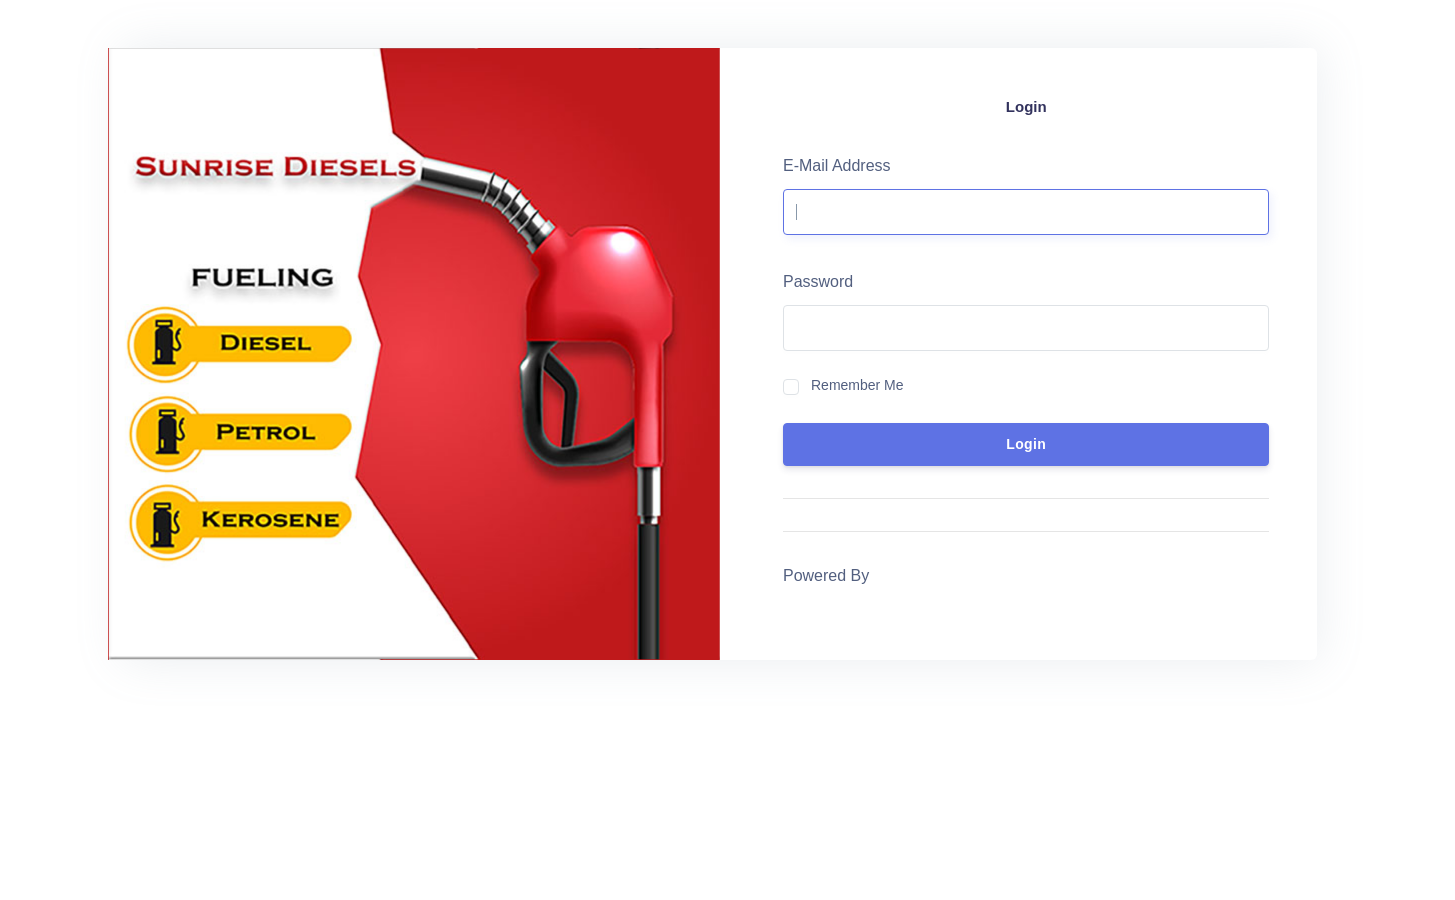 SUNRISE DIESELS
FUELING
DIESEL
PETROL
KEROSENE
Login
E-Mail Address
Password
Remember Me
Login
Powered By